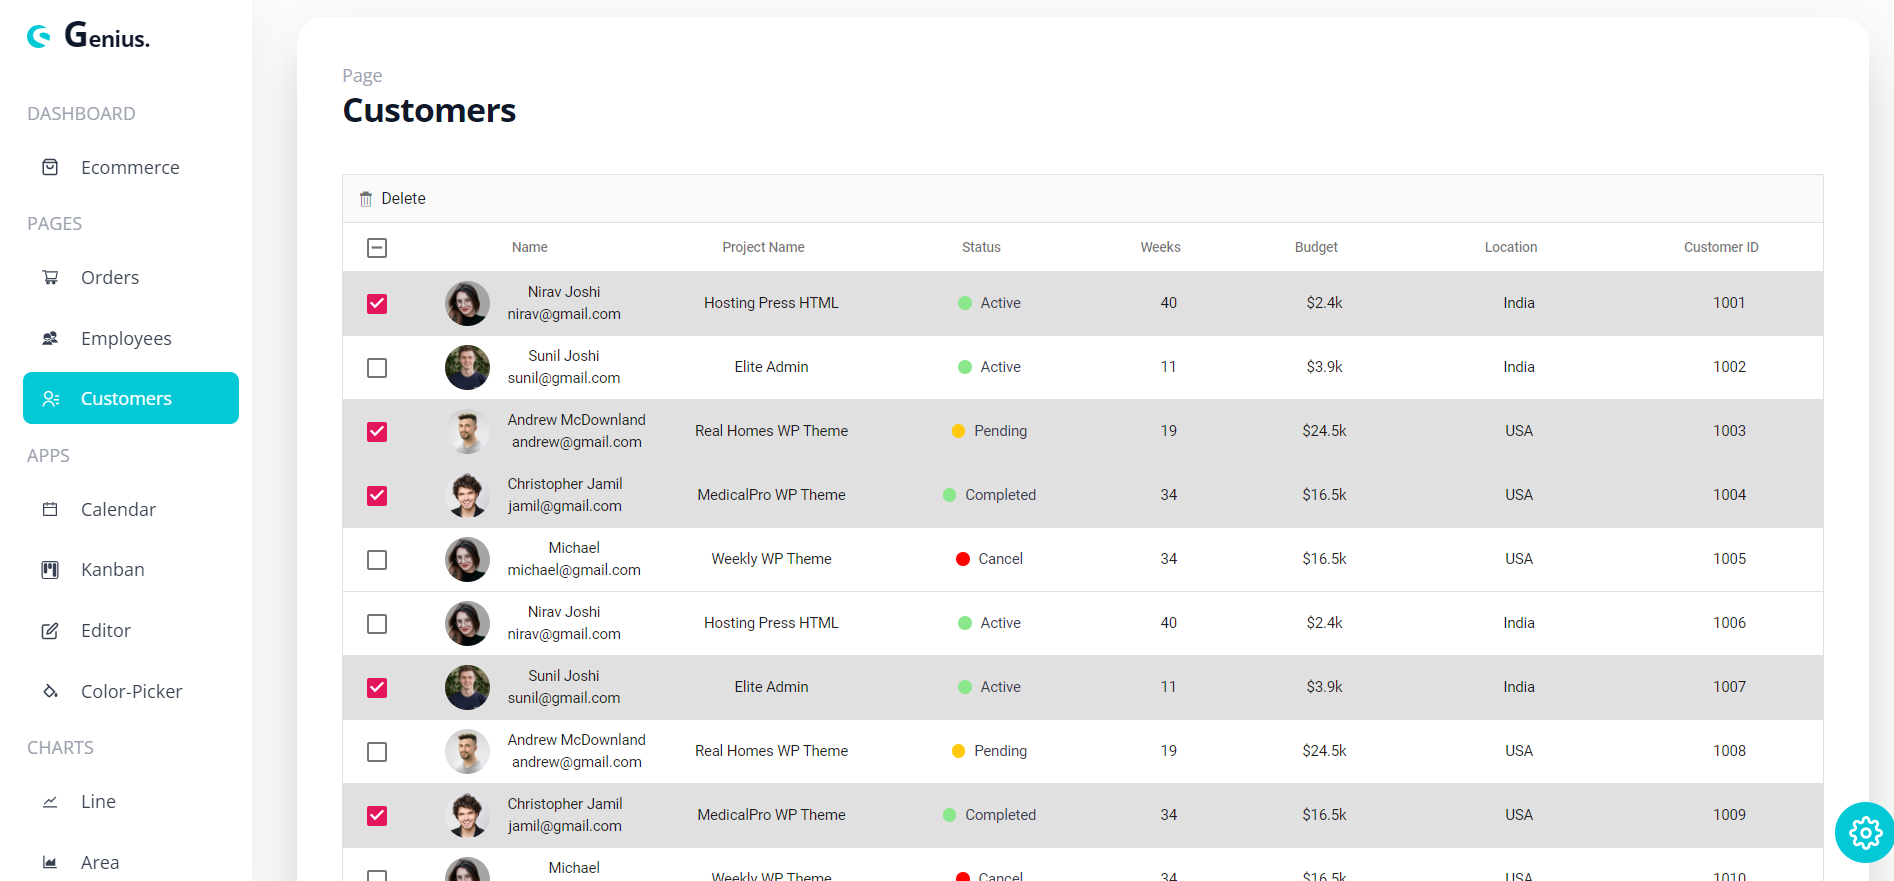 Genius.
DASHBOARD
Ecommerce
PAGES
Orders
Employees
Customers
APPS
Calendar
Kanban
Editor
Color-Picker
CHARTS
Line
Area
Page
Customers
Delete
Name Project Name Status Weeks Budget Location Customer ID
Nirav Joshi
nirav@gmail.com
Hosting Press HTML Active 40 $2.4k India 1001
Sunil Joshi
sunil@gmail.com
Elite Admin Active 11 $3.9k India 1002
Andrew McDownland
andrew@gmail.com
Real Homes WP Theme Pending 19 $24.5k USA 1003
Christopher Jamil
jamil@gmail.com
MedicalPro WP Theme Completed 34 $16.5k USA 1004
Michael
michael@gmail.com
Weekly WP Theme Cancel 34 $16.5k USA 1005
Nirav Joshi
nirav@gmail.com
Hosting Press HTML Active 40 $2.4k India 1006
Sunil Joshi
sunil@gmail.com
Elite Admin Active 11 $3.9k India 1007
Andrew McDownland
andrew@gmail.com
Real Homes WP Theme Pending 19 $24.5k USA 1008
Christopher Jamil
jamil@gmail.com
MedicalPro WP Theme Completed 34 $16.5k USA 1009
Michael
Weekly WP Theme Cancel 34 $16.5k USA 1010